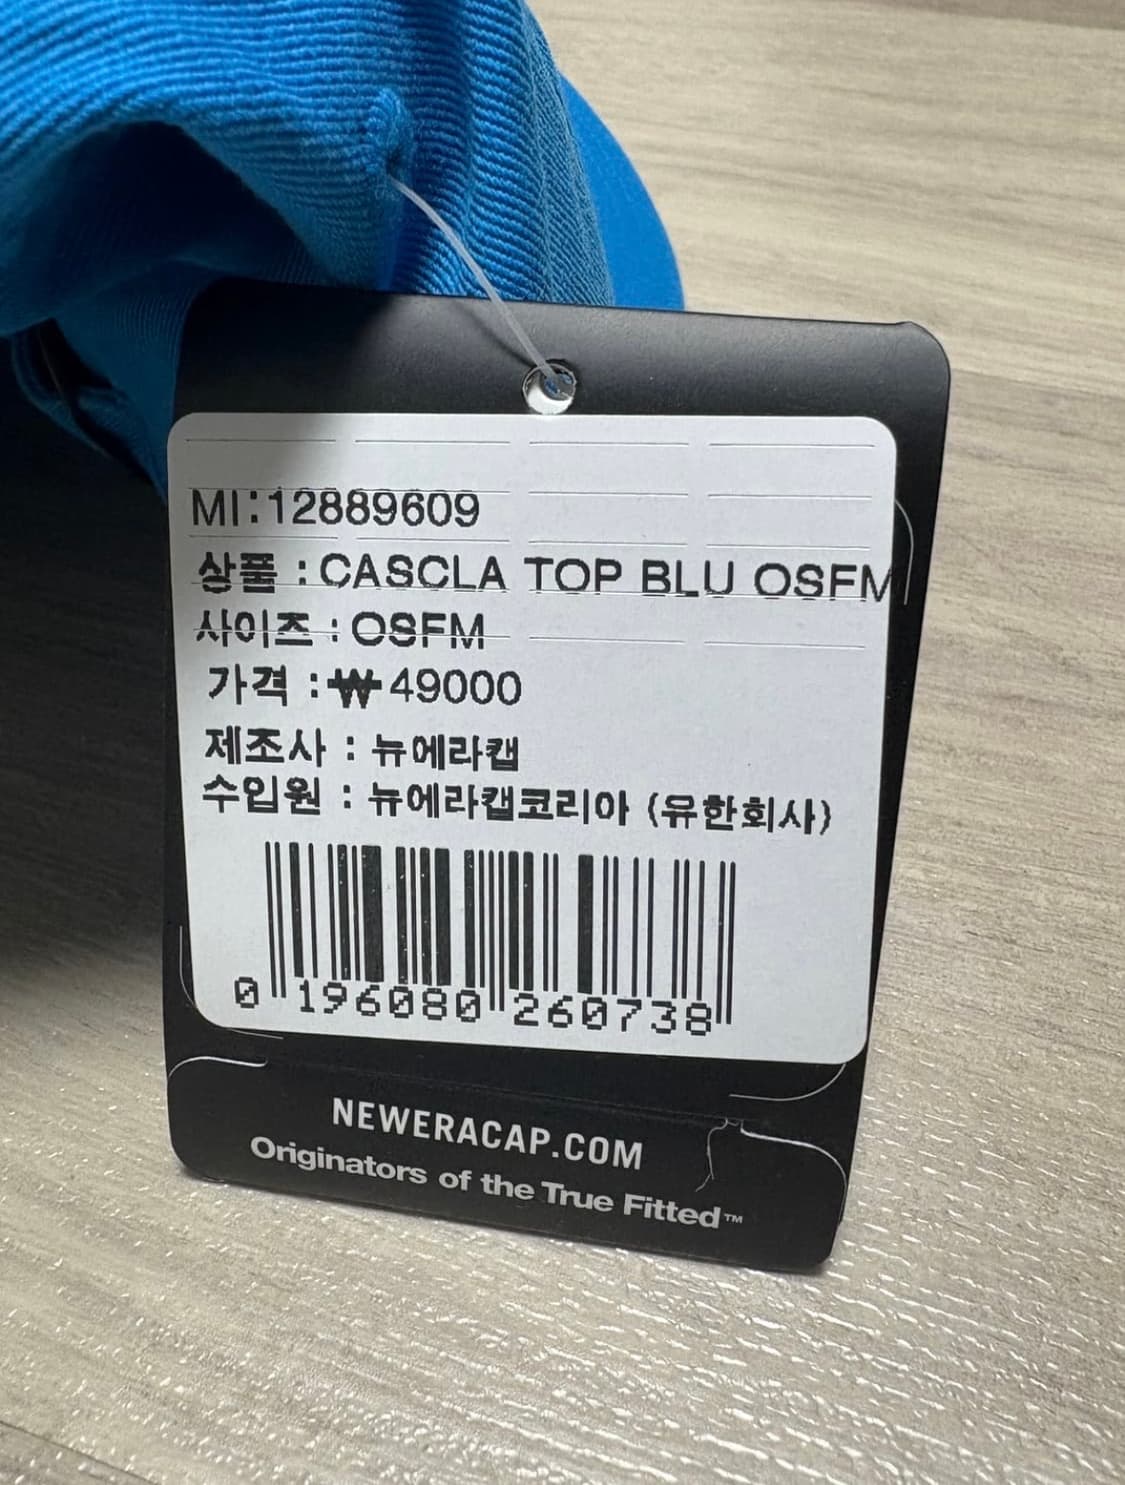 MI:12889609
상품 : CASCLA TOP BLU OSFM
사이즈 : OSFM
가격 : ₩49000
제조사 : 뉴에라캡
수입원 : 뉴에라캡코리아 (유한회사)
0 196080 260738
NEWERACAP.COM
Originators of the True Fitted™